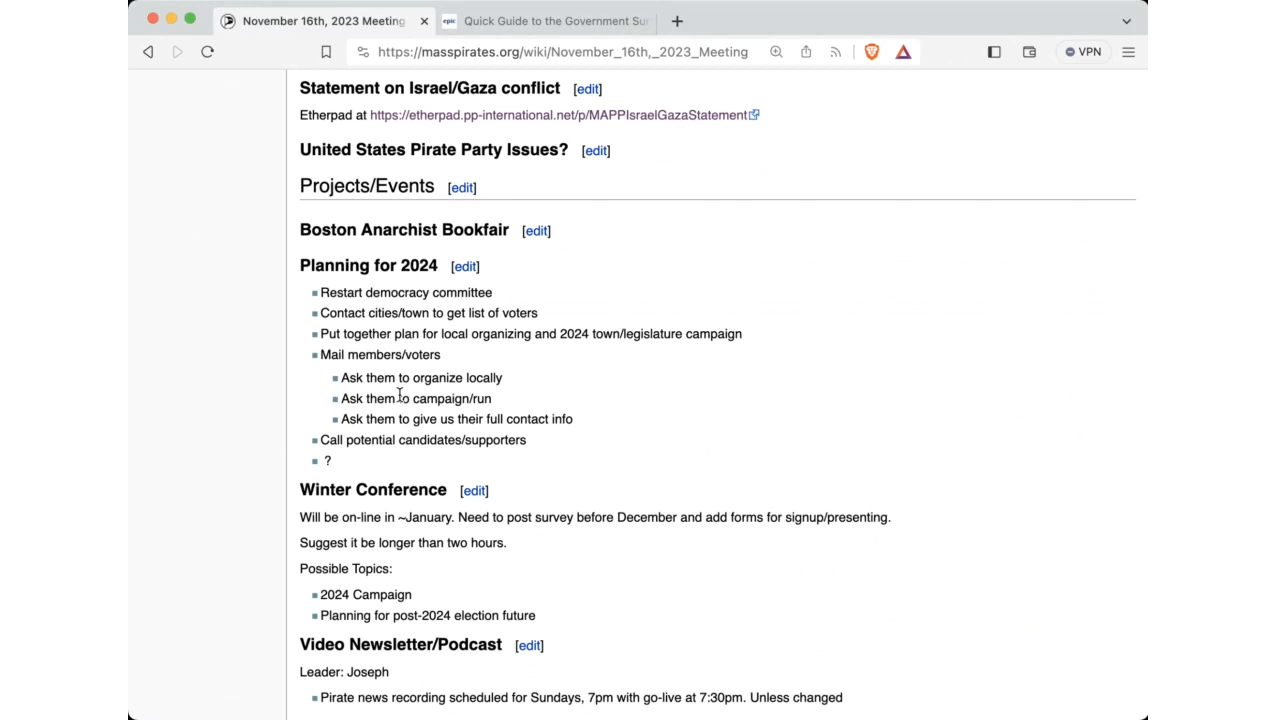 November 16th, 2023 Meeting
epic Quick Guide to the Government Su
https://masspirates.org/wiki/November_16th,_2023_Meeting
VPN
Statement on Israel/Gaza conflict [edit]
Etherpad at https://etherpad.pp-international.net/p/MAPPIsraelGazaStatement
United States Pirate Party Issues? [edit]
Projects/Events [edit]
Boston Anarchist Bookfair [edit]
Planning for 2024 [edit]
Restart democracy committee
Contact cities/town to get list of voters
Put together plan for local organizing and 2024 town/legislature campaign
Mail members/voters
Ask them to organize locally
Ask them to campaign/run
Ask them to give us their full contact info
Call potential candidates/supporters
?
Winter Conference [edit]
Will be on-line in ~January. Need to post survey before December and add forms for signup/presenting.
Suggest it be longer than two hours.
Possible Topics:
2024 Campaign
Planning for post-2024 election future
Video Newsletter/Podcast [edit]
Leader: Joseph
Pirate news recording scheduled for Sundays, 7pm with go-live at 7:30pm. Unless changed